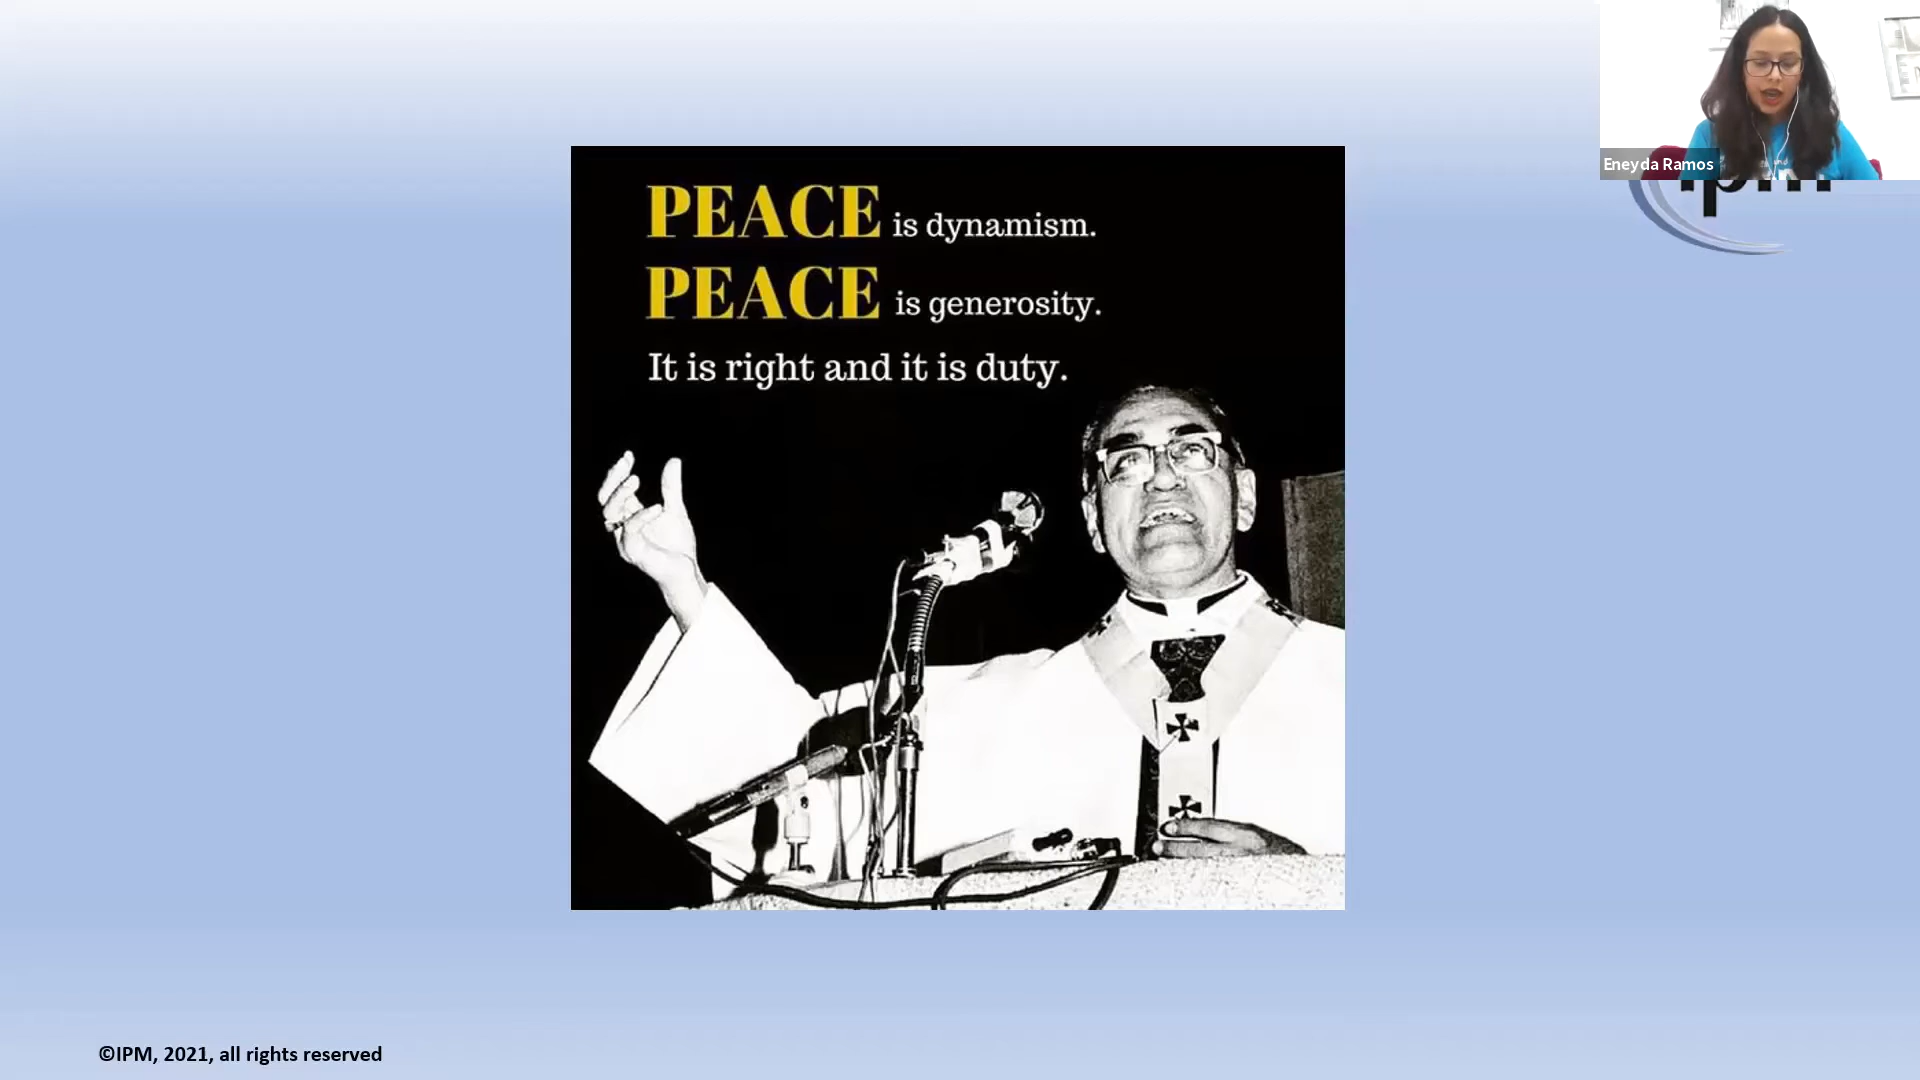 PEACE is dynamism.
PEACE is generosity.
It is right and it is duty.
Eneyda Ramos
ipm
©IPM, 2021, all rights reserved